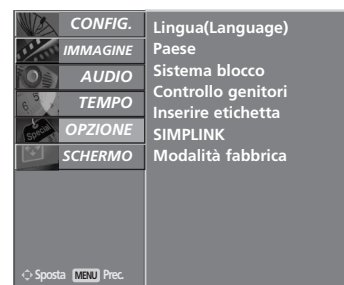 CONFIG.
IMMAGINE
AUDIO
TEMPO
OPZIONE
SCHERMO
Lingua(Language)
Paese
Sistema blocco
Controllo genitori
Inserire etichetta
SIMPLINK
Modalità fabbrica
Sposta MENU Prec.